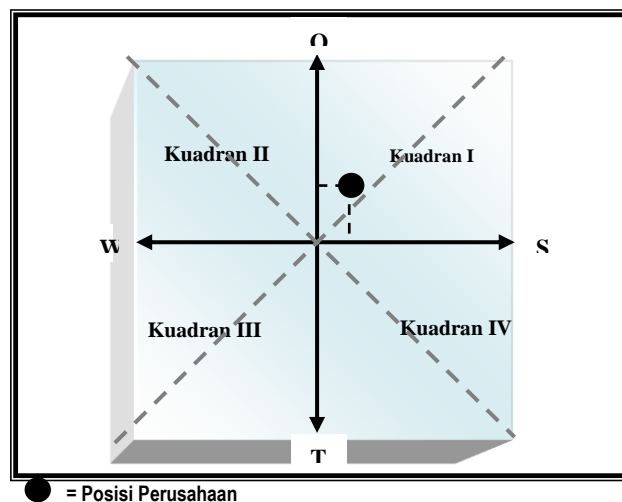 O
Kuadran II
Kuadran I
W
S
Kuadran III
Kuadran IV
T
= Posisi Perusahaan